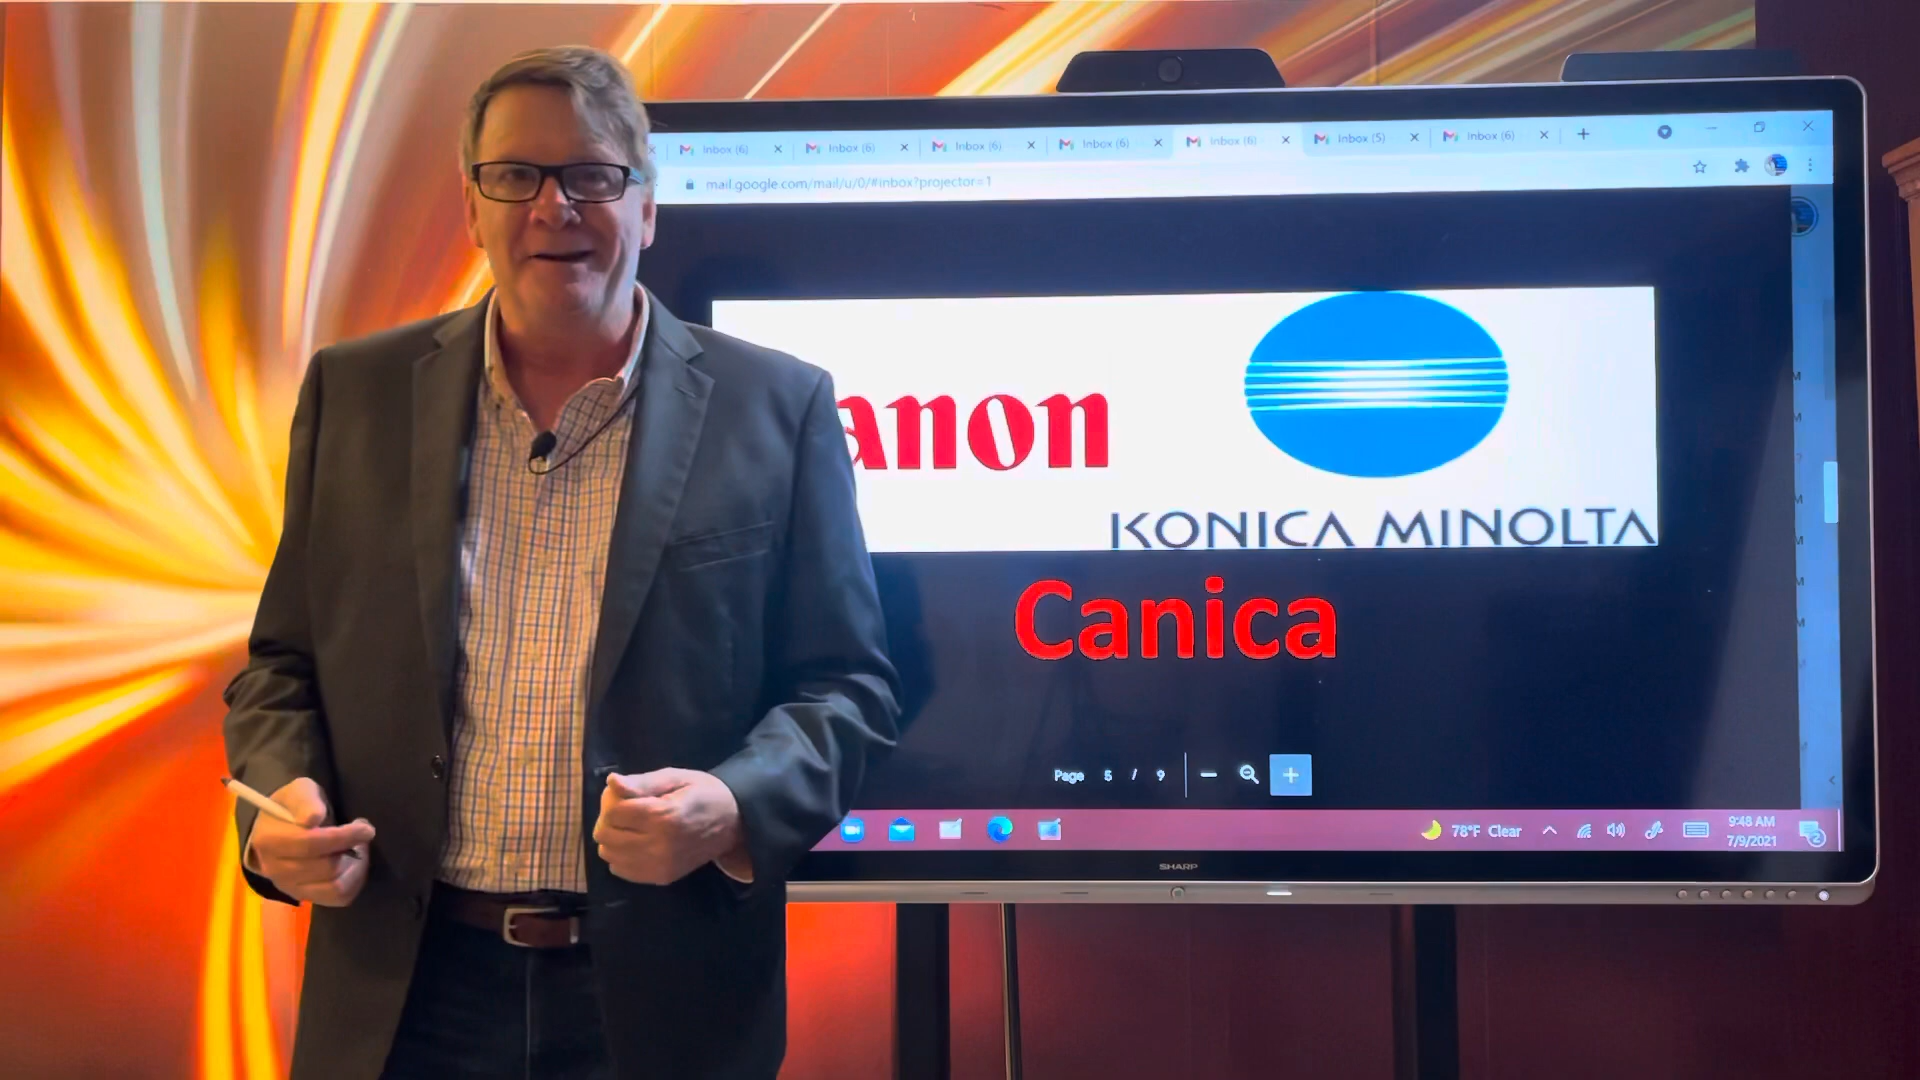 Inbox (6) Inbox (6) Inbox (6) Inbox (6) Inbox (6) Inbox (5) Inbox (6)
mail.google.com/mail/u/0/#inbox?projector=1
anon
KONICA MINOLTA
Canica
Page 5 / 9
78°F Clear
9:48 AM
7/9/2021
2
SHARP